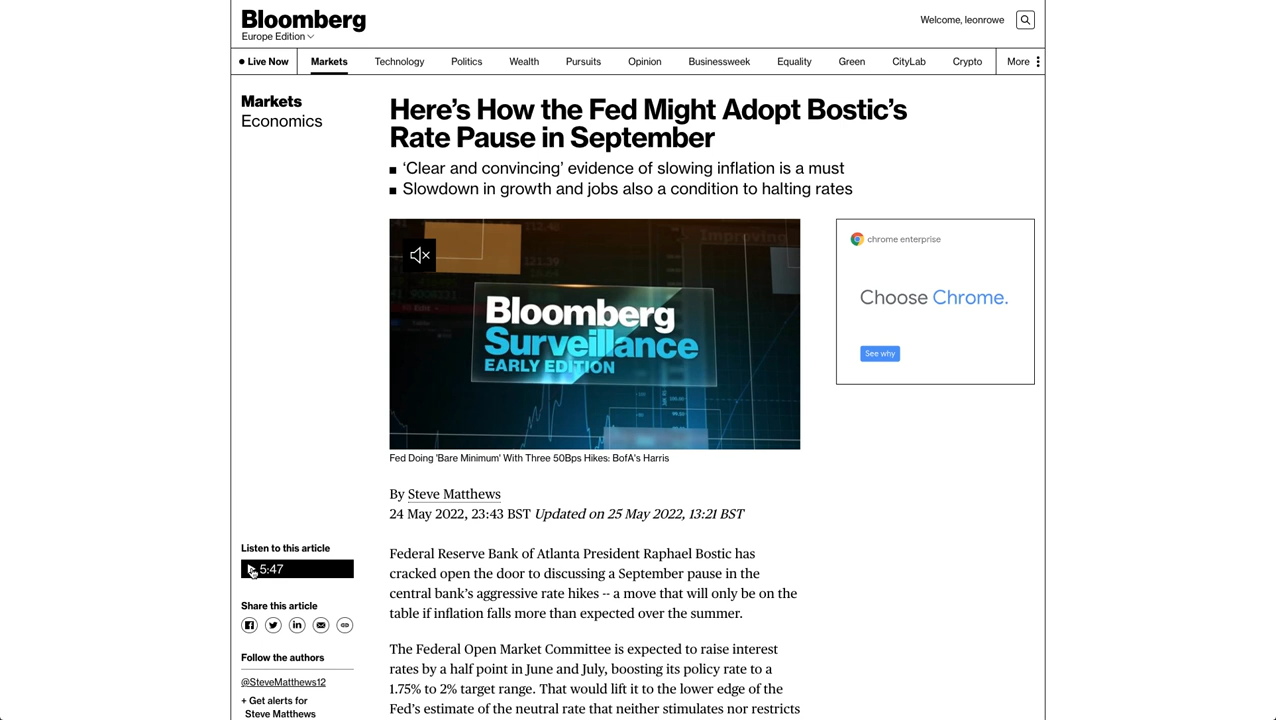 Bloomberg
Europe Edition
Welcome, leonrowe
Live Now
Markets
Technology
Politics
Wealth
Pursuits
Opinion
Businessweek
Equality
Green
CityLab
Crypto
More
Markets
Economics
Here's How the Fed Might Adopt Bostic's
Rate Pause in September
■ 'Clear and convincing' evidence of slowing inflation is a must
■ Slowdown in growth and jobs also a condition to halting rates
Improving
Bloomberg
Surveillance
EARLY EDITION
chrome enterprise
Choose Chrome.
See why
Fed Doing 'Bare Minimum' With Three 50Bps Hikes: BofA's Harris
By Steve Matthews
24 May 2022, 23:43 BST Updated on 25 May 2022, 13:21 BST
Listen to this article
5:47
Share this article
Follow the authors
@SteveMatthews12
+ Get alerts for
Steve Matthews
Federal Reserve Bank of Atlanta President Raphael Bostic has
cracked open the door to discussing a September pause in the
central bank's aggressive rate hikes -- a move that will only be on the
table if inflation falls more than expected over the summer.
The Federal Open Market Committee is expected to raise interest
rates by a half point in June and July, boosting its policy rate to a
1.75% to 2% target range. That would lift it to the lower edge of the
Fed's estimate of the neutral rate that neither stimulates nor restricts